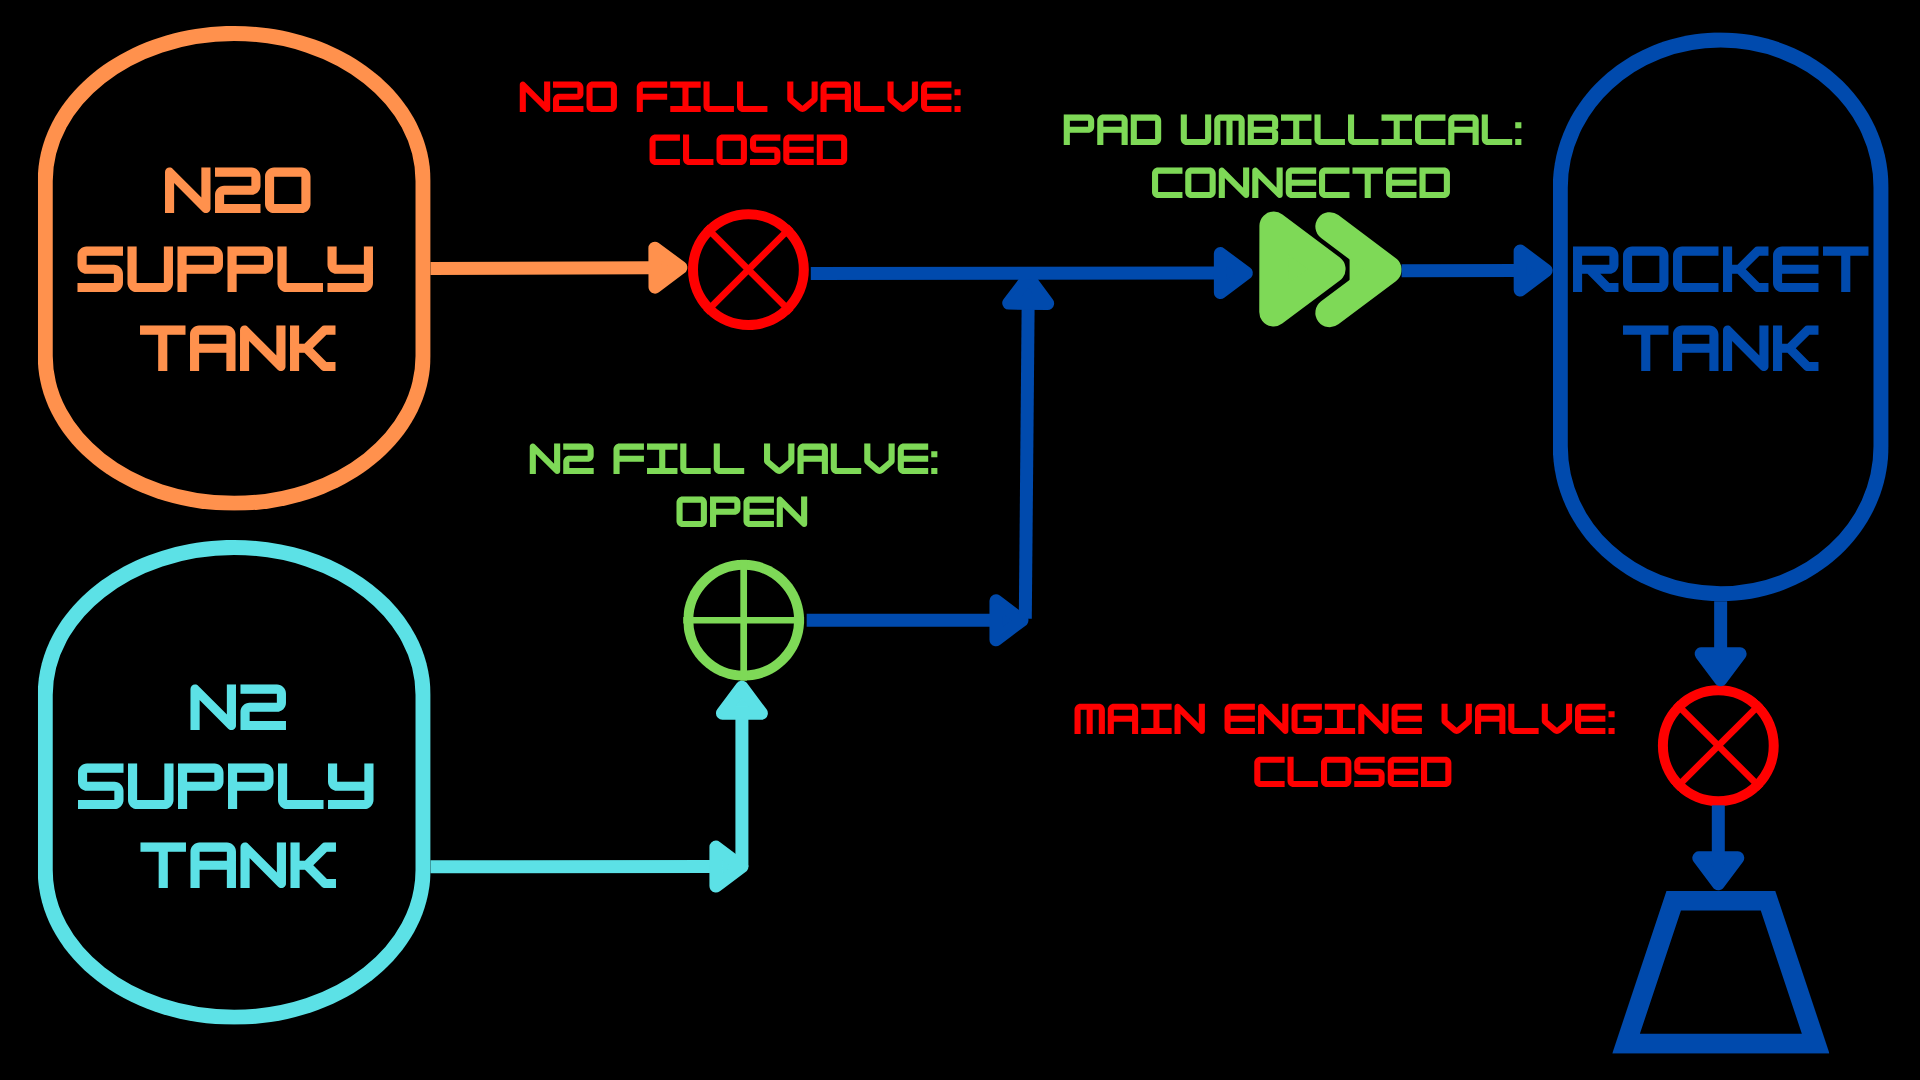 N2O
SUPPLY
TANK
N2O FILL VALVE:
CLOSED
PAD UMBILLICAL:
CONNECTED
ROCKET
TANK
N2 FILL VALVE:
OPEN
N2
SUPPLY
TANK
MAIN ENGINE VALVE:
CLOSED